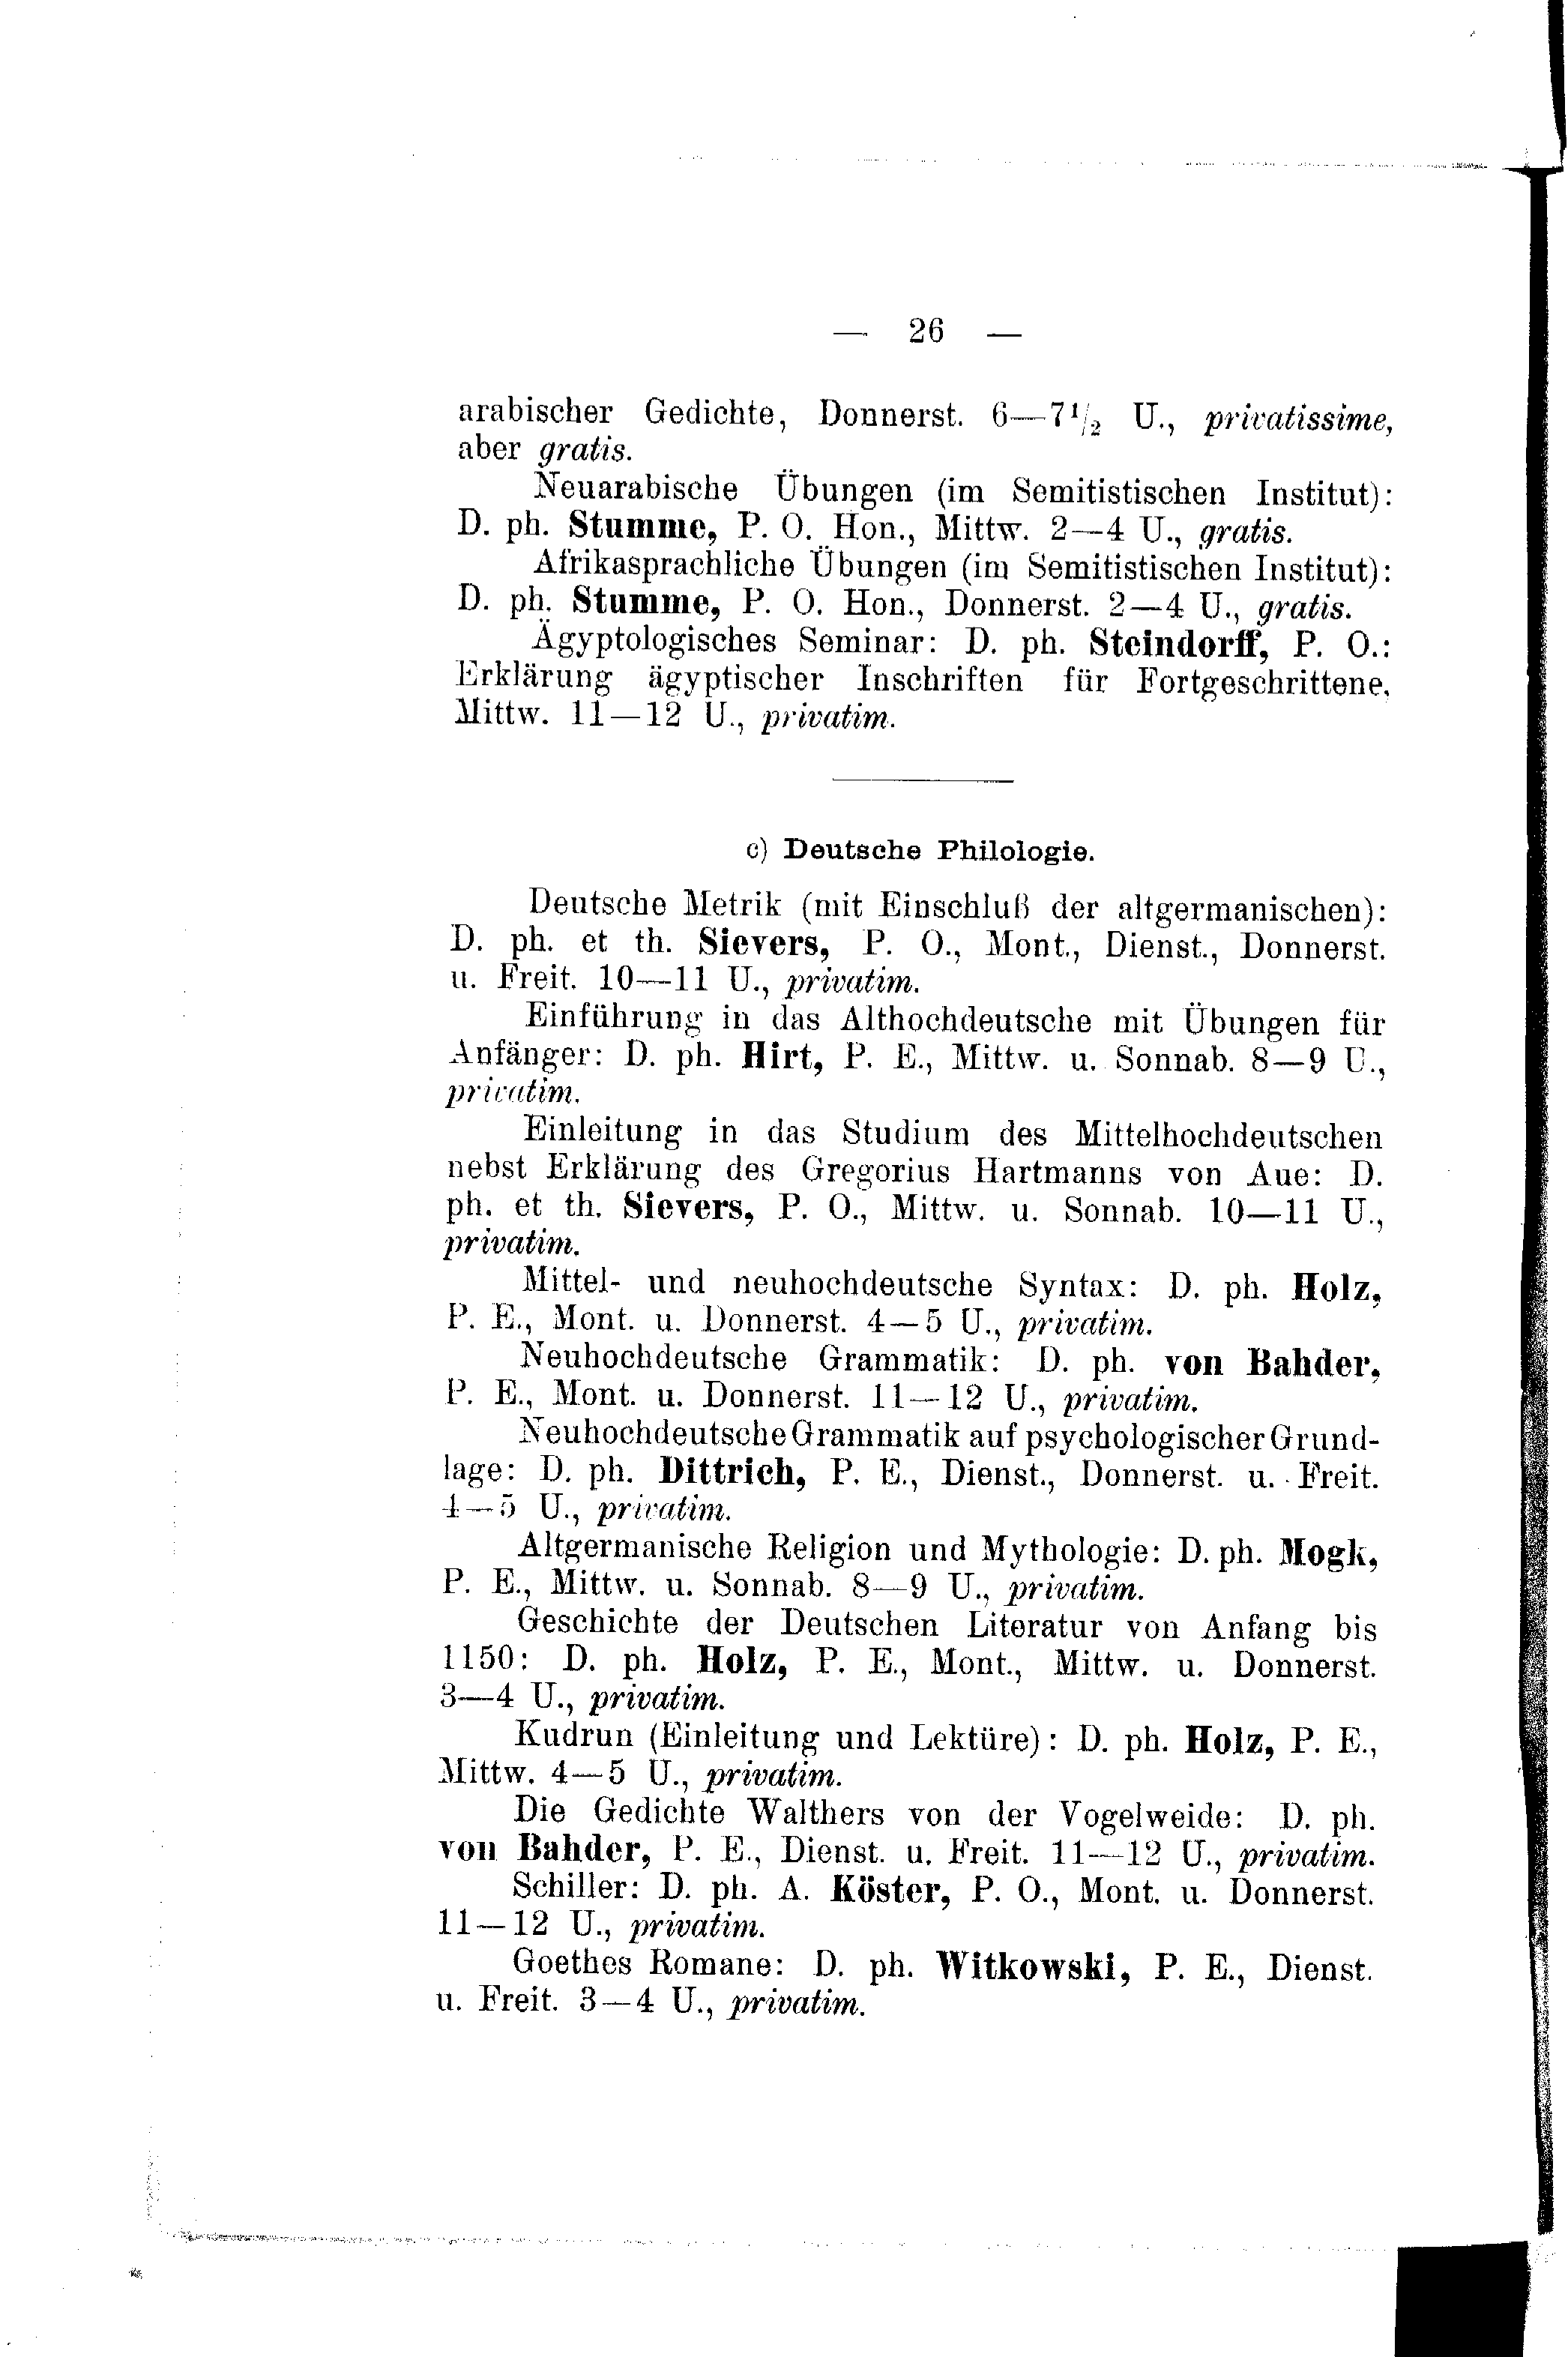 — 26 —
arabischer Gedichte, Donnerst. 6—7½ U., privatissime,
aber gratis.
Neuarabische Übungen (im Semitistischen Institut):
D. ph. Stumme, P. O. Hon., Mittw. 2—4 U., gratis.
Afrikasprachliche Übungen (im Semitistischen Institut):
D. ph. Stumme, P. O. Hon., Donnerst. 2—4 U., gratis.
Ägyptologisches Seminar: D. ph. Steindorff, P. O.:
Erklärung ägyptischer Inschriften für Fortgeschrittene,
Mittw. 11—12 U., privatim.
c) Deutsche Philologie.
Deutsche Metrik (mit Einschluß der altgermanischen):
D. ph. et th. Sievers, P. O., Mont., Dienst., Donnerst.
u. Freit. 10—11 U., privatim.
Einführung in das Althochdeutsche mit Übungen für
Anfänger: D. ph. Hirt, P. E., Mittw. u. Sonnab. 8—9 U.,
privatim.
Einleitung in das Studium des Mittelhochdeutschen
nebst Erklärung des Gregorius Hartmanns von Aue: D.
ph. et th. Sievers, P. O., Mittw. u. Sonnab. 10—11 U.,
privatim.
Mittel- und neuhochdeutsche Syntax: D. ph. Holz,
P. E., Mont. u. Donnerst. 4—5 U., privatim.
Neuhochdeutsche Grammatik: D. ph. von Bahder,
P. E., Mont. u. Donnerst. 11—12 U., privatim.
Neuhochdeutsche Grammatik auf psychologischer Grund-
lage: D. ph. Dittrich, P. E., Dienst., Donnerst. u. Freit.
4—5 U., privatim.
Altgermanische Religion und Mythologie: D. ph. Mogk,
P. E., Mittw. u. Sonnab. 8—9 U., privatim.
Geschichte der Deutschen Literatur von Anfang bis
1150: D. ph. Holz, P. E., Mont., Mittw. u. Donnerst.
3—4 U., privatim.
Kudrun (Einleitung und Lektüre): D. ph. Holz, P. E.,
Mittw. 4—5 U., privatim.
Die Gedichte Walthers von der Vogelweide: D. ph.
von Bahder, P. E., Dienst. u. Freit. 11—12 U., privatim.
Schiller: D. ph. A. Köster, P. O., Mont. u. Donnerst.
11—12 U., privatim.
Goethes Romane: D. ph. Witkowski, P. E., Dienst.
u. Freit. 3—4 U., privatim.